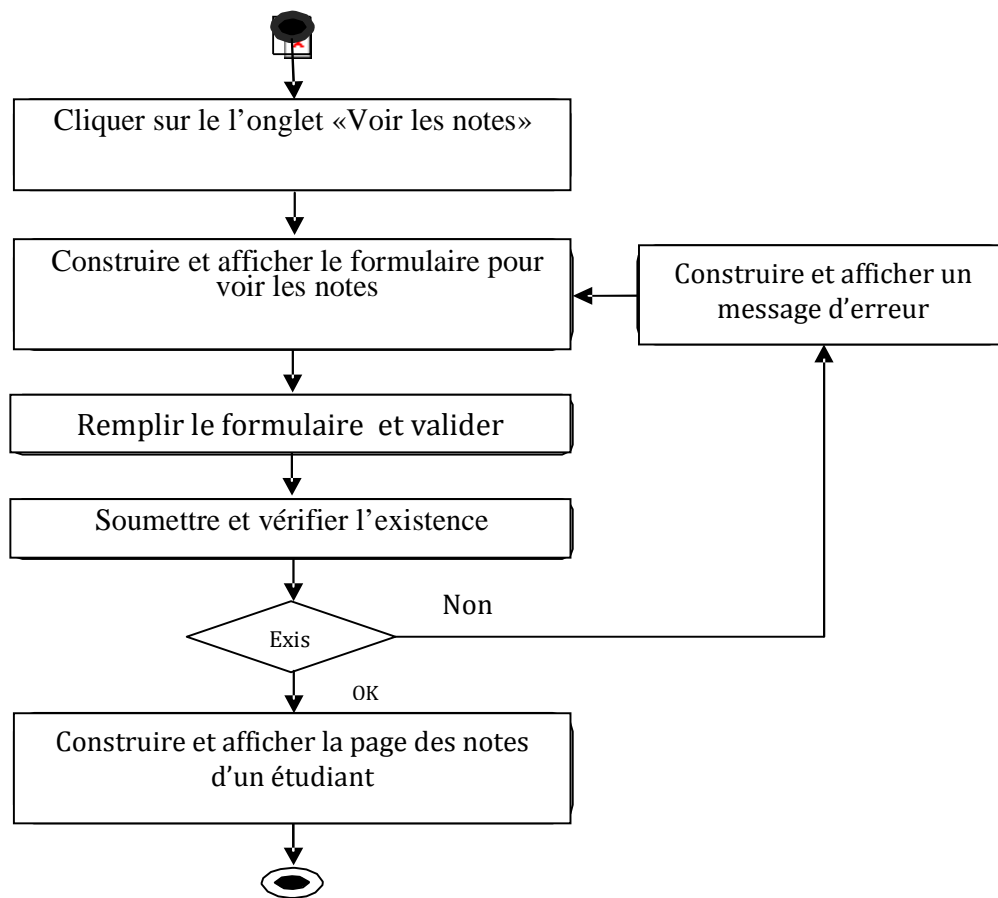 Cliquer sur le l’onglet «Voir les notes»
Construire et afficher le formulaire pour
voir les notes
Construire et afficher un
message d’erreur
Remplir le formulaire et valider
Soumettre et vérifier l’existence
Non
Exis
OK
Construire et afficher la page des notes
d’un étudiant